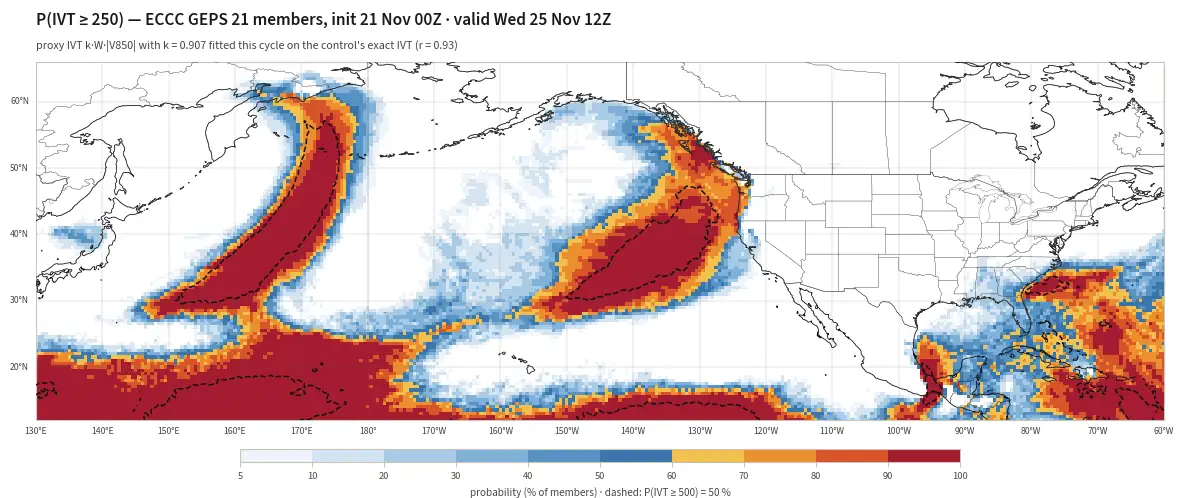 P(IVT ≥ 250) — ECCC GEPS 21 members, init 21 Nov 00Z · valid Wed 25 Nov 12Z
proxy IVT k·W·|V850| with k = 0.907 fitted this cycle on the control's exact IVT (r = 0.93)
60°N
50°N
40°N
30°N
20°N
130°E 140°E 150°E 160°E 170°E 180° 170°W 160°W 150°W 140°W 130°W 120°W 110°W 100°W 90°W 80°W 70°W 60°W
5 10 20 30 40 50 60 70 80 90 100
probability (% of members) · dashed: P(IVT ≥ 500) = 50 %